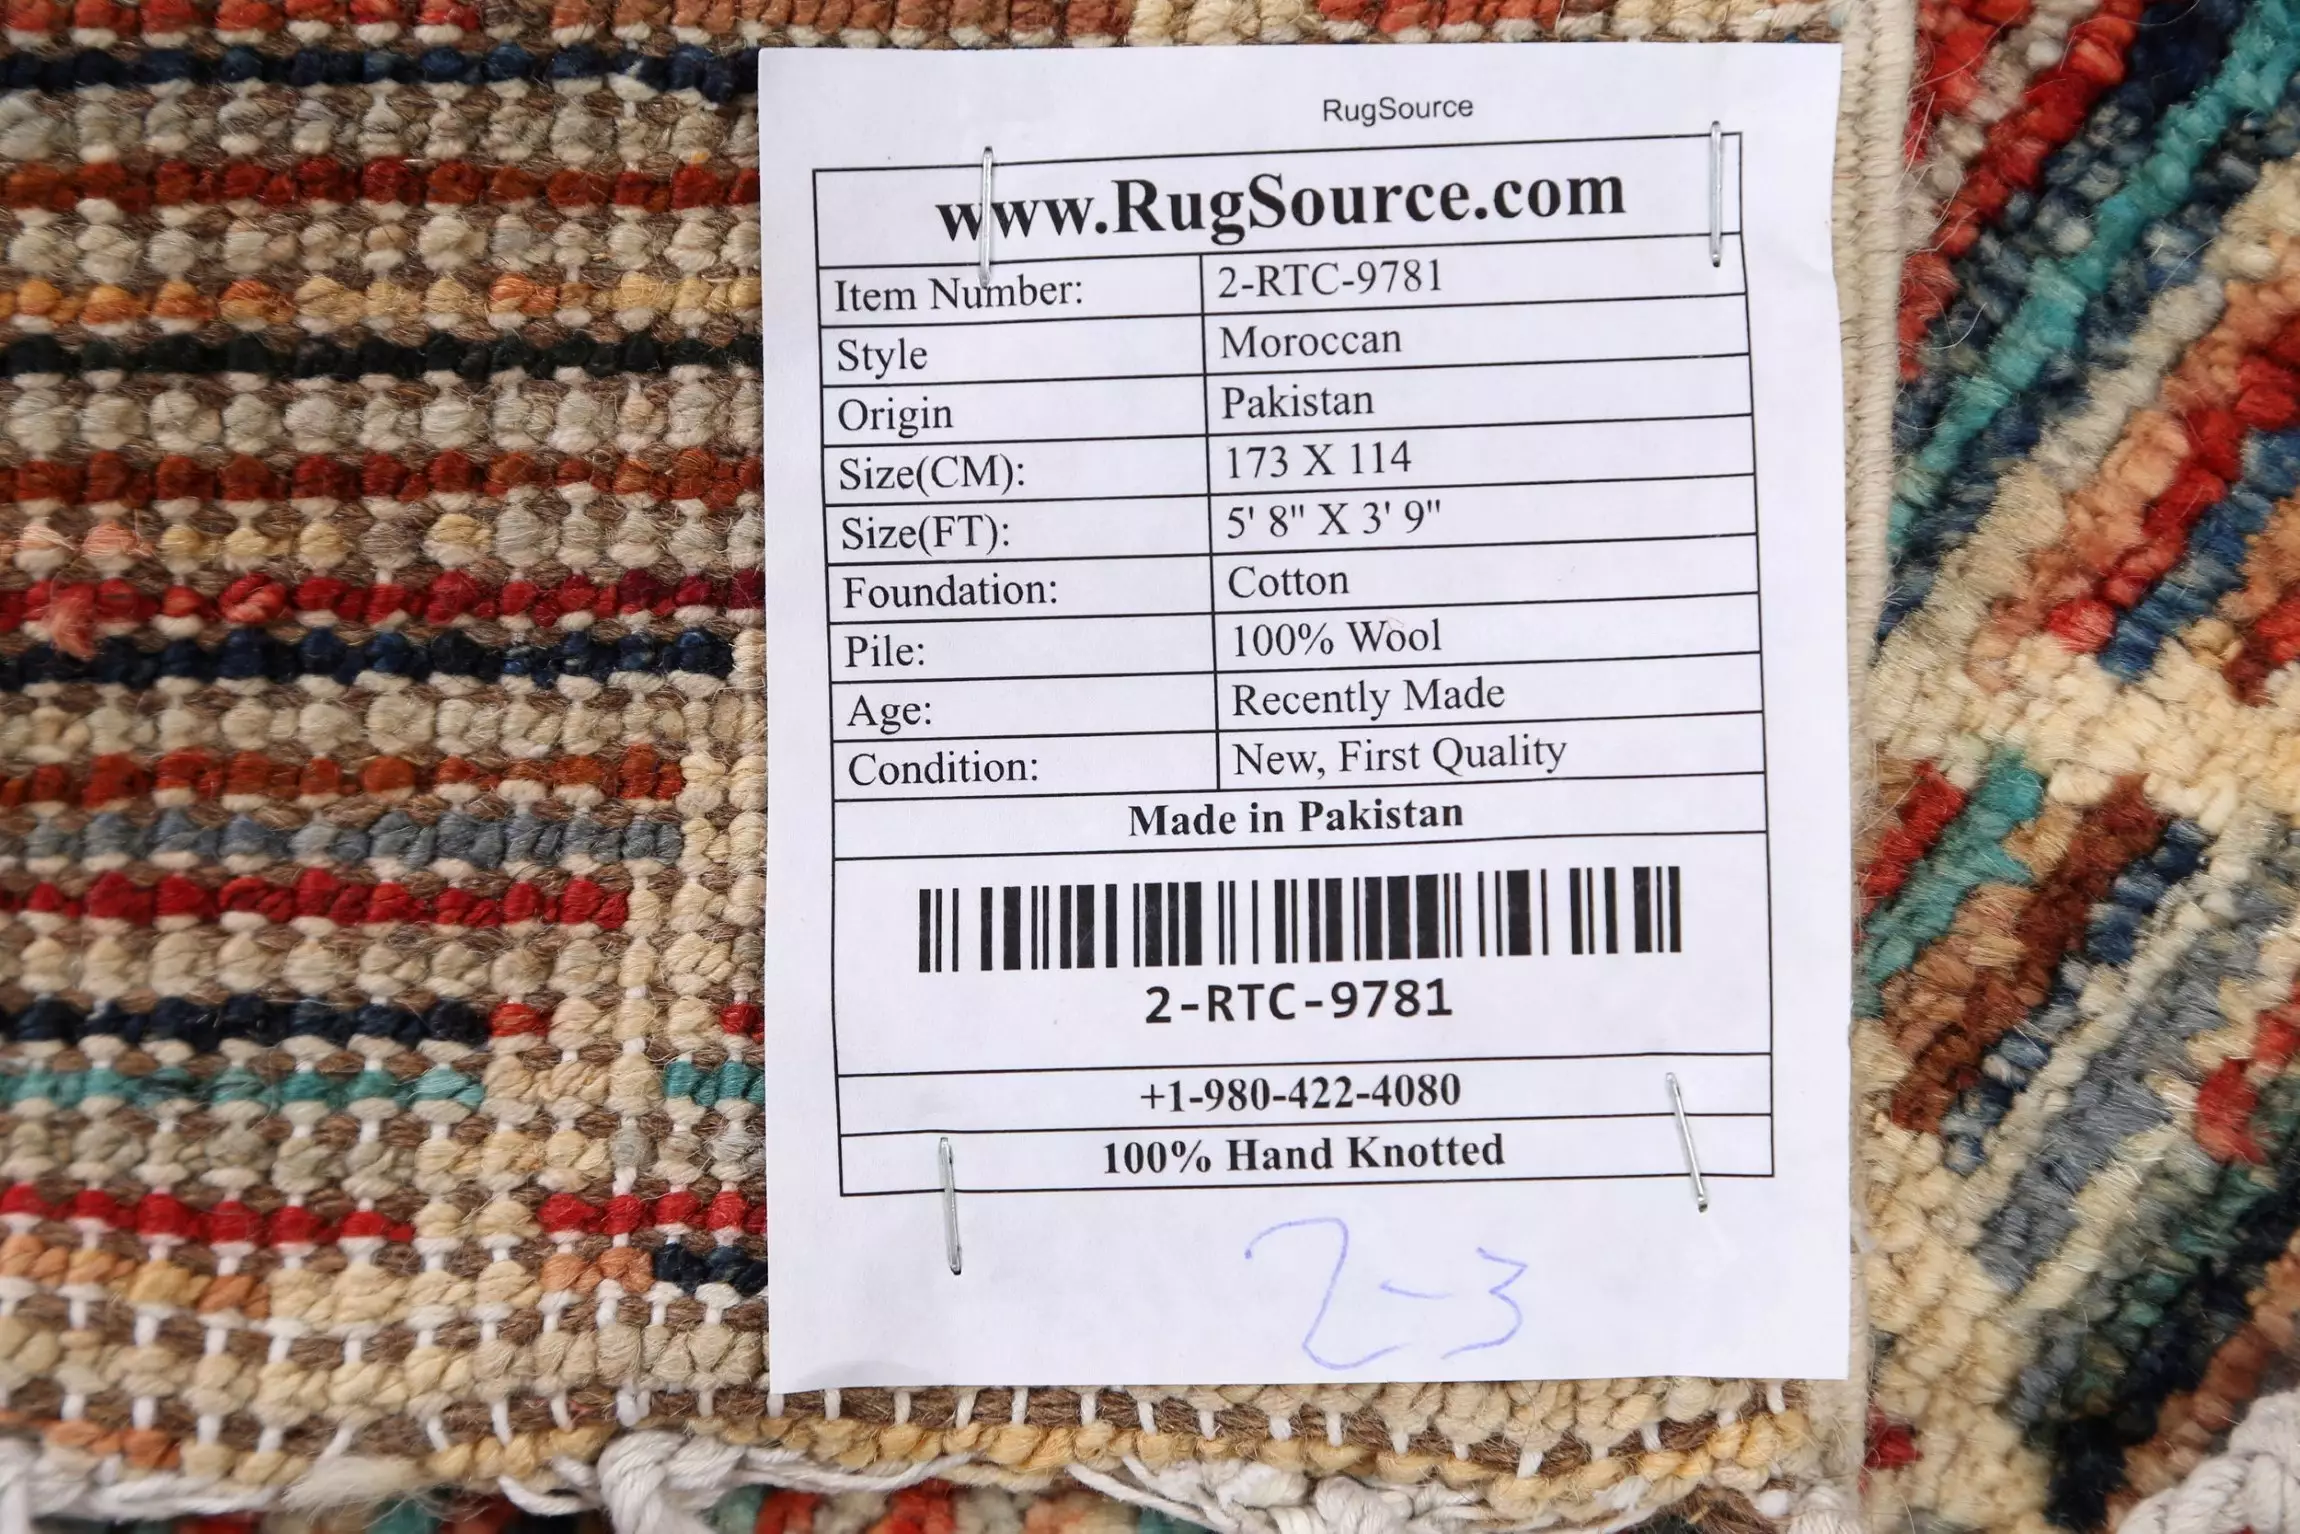 RugSource
www.RugSource.com
Item Number: 2-RTC-9781
Style Moroccan
Origin Pakistan
Size(CM): 173 X 114
Size(FT): 5' 8" X 3' 9"
Foundation: Cotton
Pile: 100% Wool
Age: Recently Made
Condition: New, First Quality
Made in Pakistan
2-RTC-9781
+1-980-422-4080
100% Hand Knotted
2-3